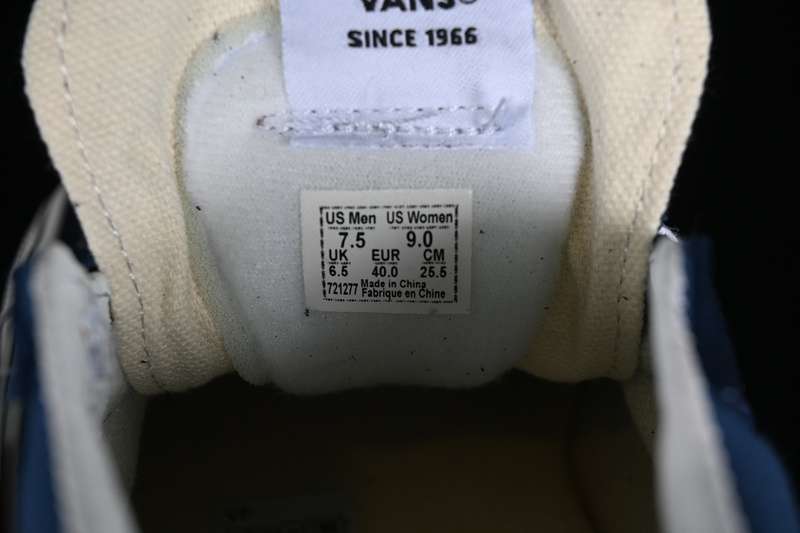 VANS®
SINCE 1966
US Men US Women
7.5 9.0
UK EUR CM
6.5 40.0 25.5
721277 Made in China
Fabrique en Chine